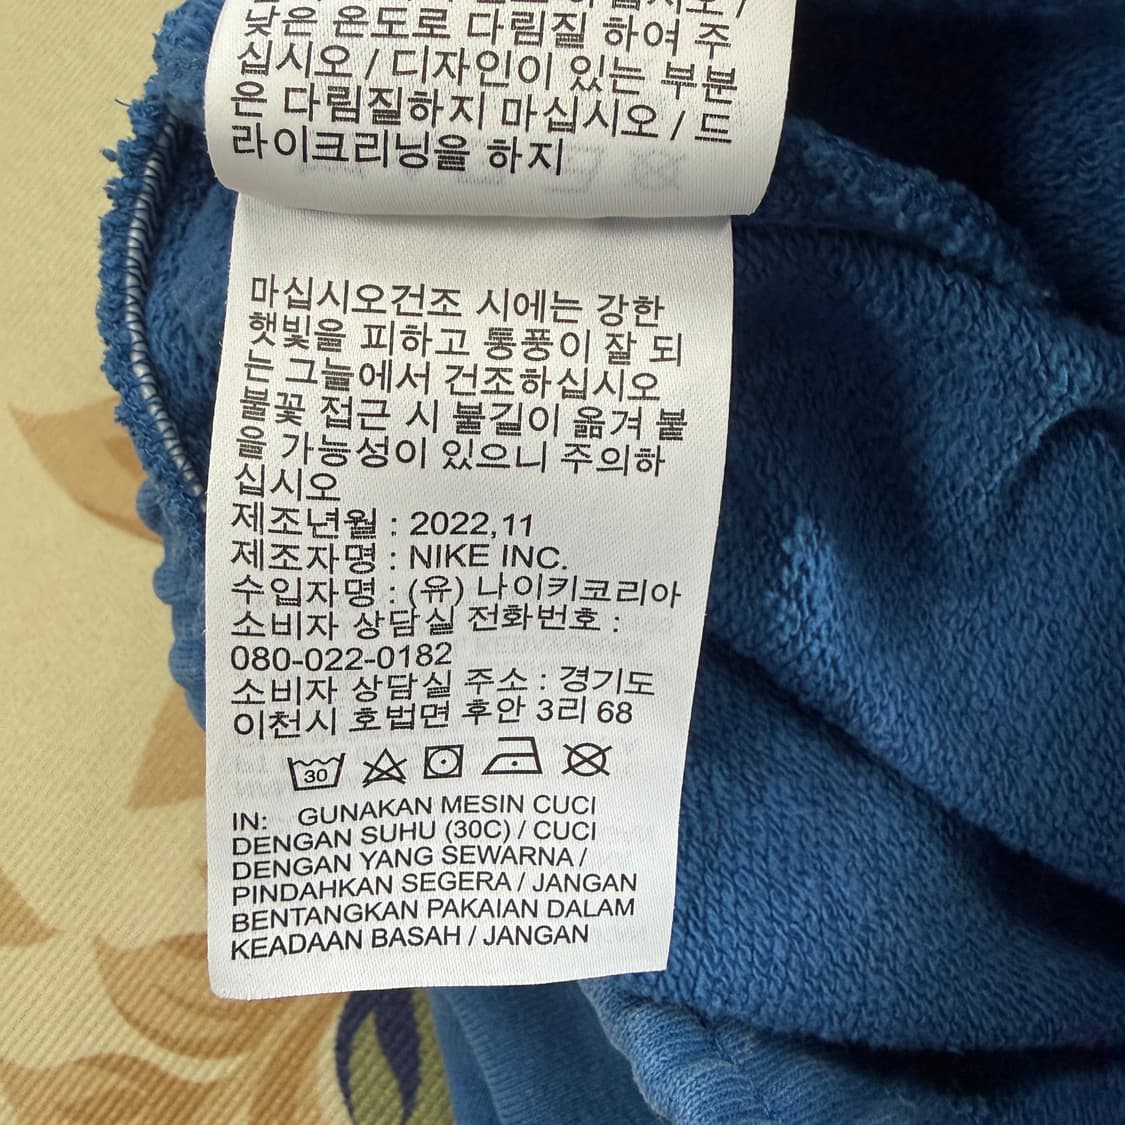 낮은 온도로 다림질 하여 주
십시오 / 디자인이 있는 부분
은 다림질하지 마십시오 / 드
라이크리닝을 하지
마십시오건조 시에는 강한
햇빛을 피하고 통풍이 잘 되
는 그늘에서 건조하십시오
불꽃 접근 시 불길이 옮겨 붙
을 가능성이 있으니 주의하
십시오
제조년월 : 2022,11
제조자명 : NIKE INC.
수입자명 : (유) 나이키코리아
소비자 상담실 전화번호 :
080-022-0182
소비자 상담실 주소 : 경기도
이천시 호법면 후안 3리 68
30
IN: GUNAKAN MESIN CUCI
DENGAN SUHU (30C) / CUCI
DENGAN YANG SEWARNA /
PINDAHKAN SEGERA / JANGAN
BENTANGKAN PAKAIAN DALAM
KEADAAN BASAH / JANGAN